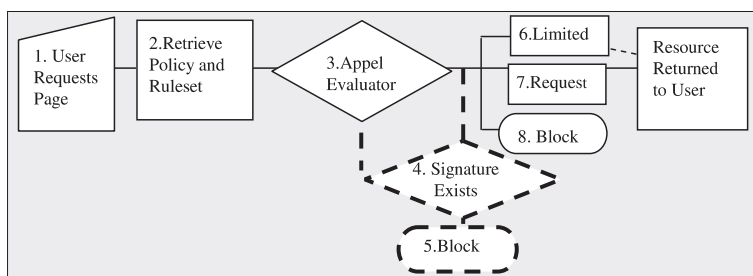 1. User
Requests
Page
2.Retrieve
Policy and
Ruleset
3.Appel
Evaluator
4. Signature
Exists
5.Block
6.Limited
7.Request
8. Block
Resource
Returned
to User